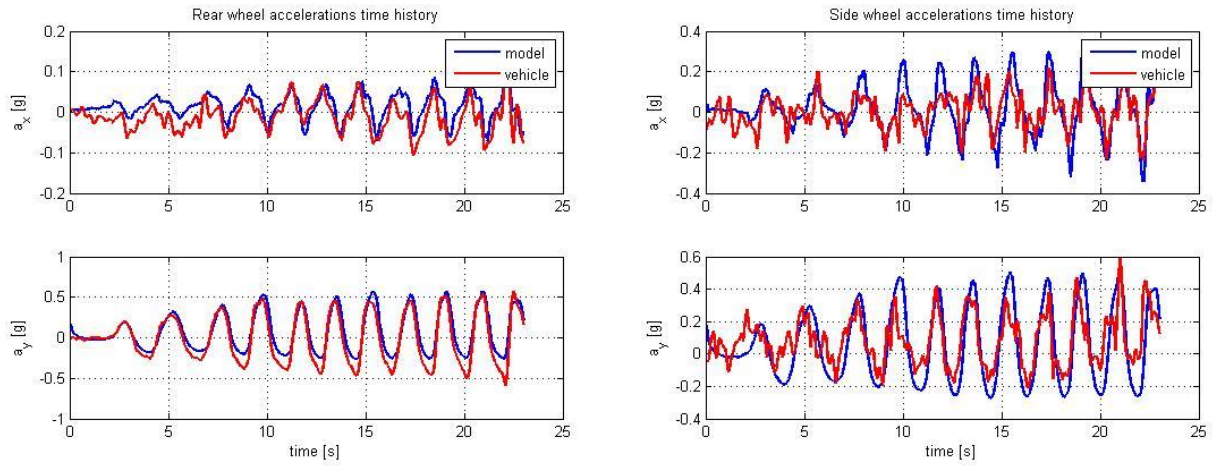 Rear wheel accelerations time history
0.2
0.1
0
-0.1
-0.2
a_x [g]
model
vehicle
0 5 10 15 20 25
1
0.5
0
-0.5
-1
a_y [g]
0 5 10 15 20 25
time [s]
Side wheel accelerations time history
0.4
0.2
0
-0.2
-0.4
a_x [g]
model
vehicle
0 5 10 15 20 25
0.6
0.4
0.2
0
-0.2
-0.4
a_y [g]
0 5 10 15 20 25
time [s]